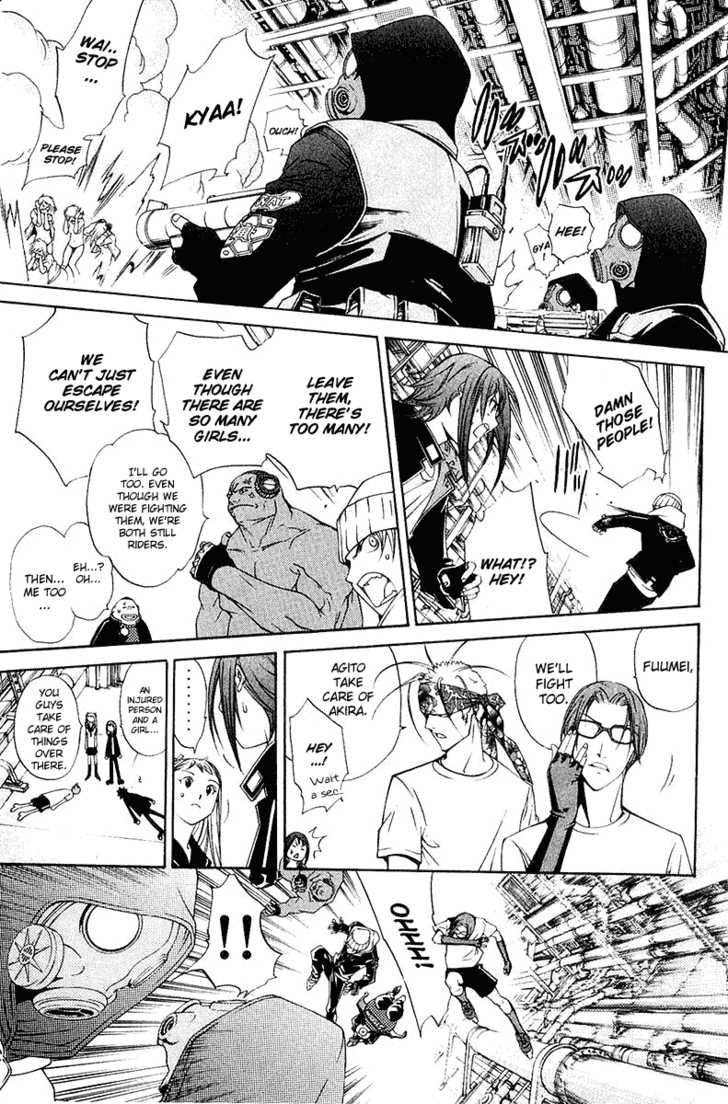 HEE!
GYA
OUCH!
KYAA!
WAI..
STOP
...
PLEASE
STOP!
DAMN
THOSE
PEOPLE!
WHAT!?
HEY!
LEAVE
THEM,
THERE'S
TOO MANY!
EVEN
THOUGH
THERE ARE
SO MANY
GIRLS...
WE
CAN'T JUST
ESCAPE
OURSELVES!
I'LL GO
TOO. EVEN
THOUGH WE
WERE FIGHTING
THEM, WE'RE
BOTH STILL
RIDERS.
EH...?
OH...
THEN...
ME TOO
...
FUUMEI,
WE'LL
FIGHT
TOO.
AGITO
TAKE
CARE OF
AKIRA.
HEY
...!
Wait
a sec
......
AN
INJURED
PERSON
AND A
GIRL...
YOU
GUYS
TAKE
CARE OF
THINGS
OVER
THERE.
OHHH!
!!